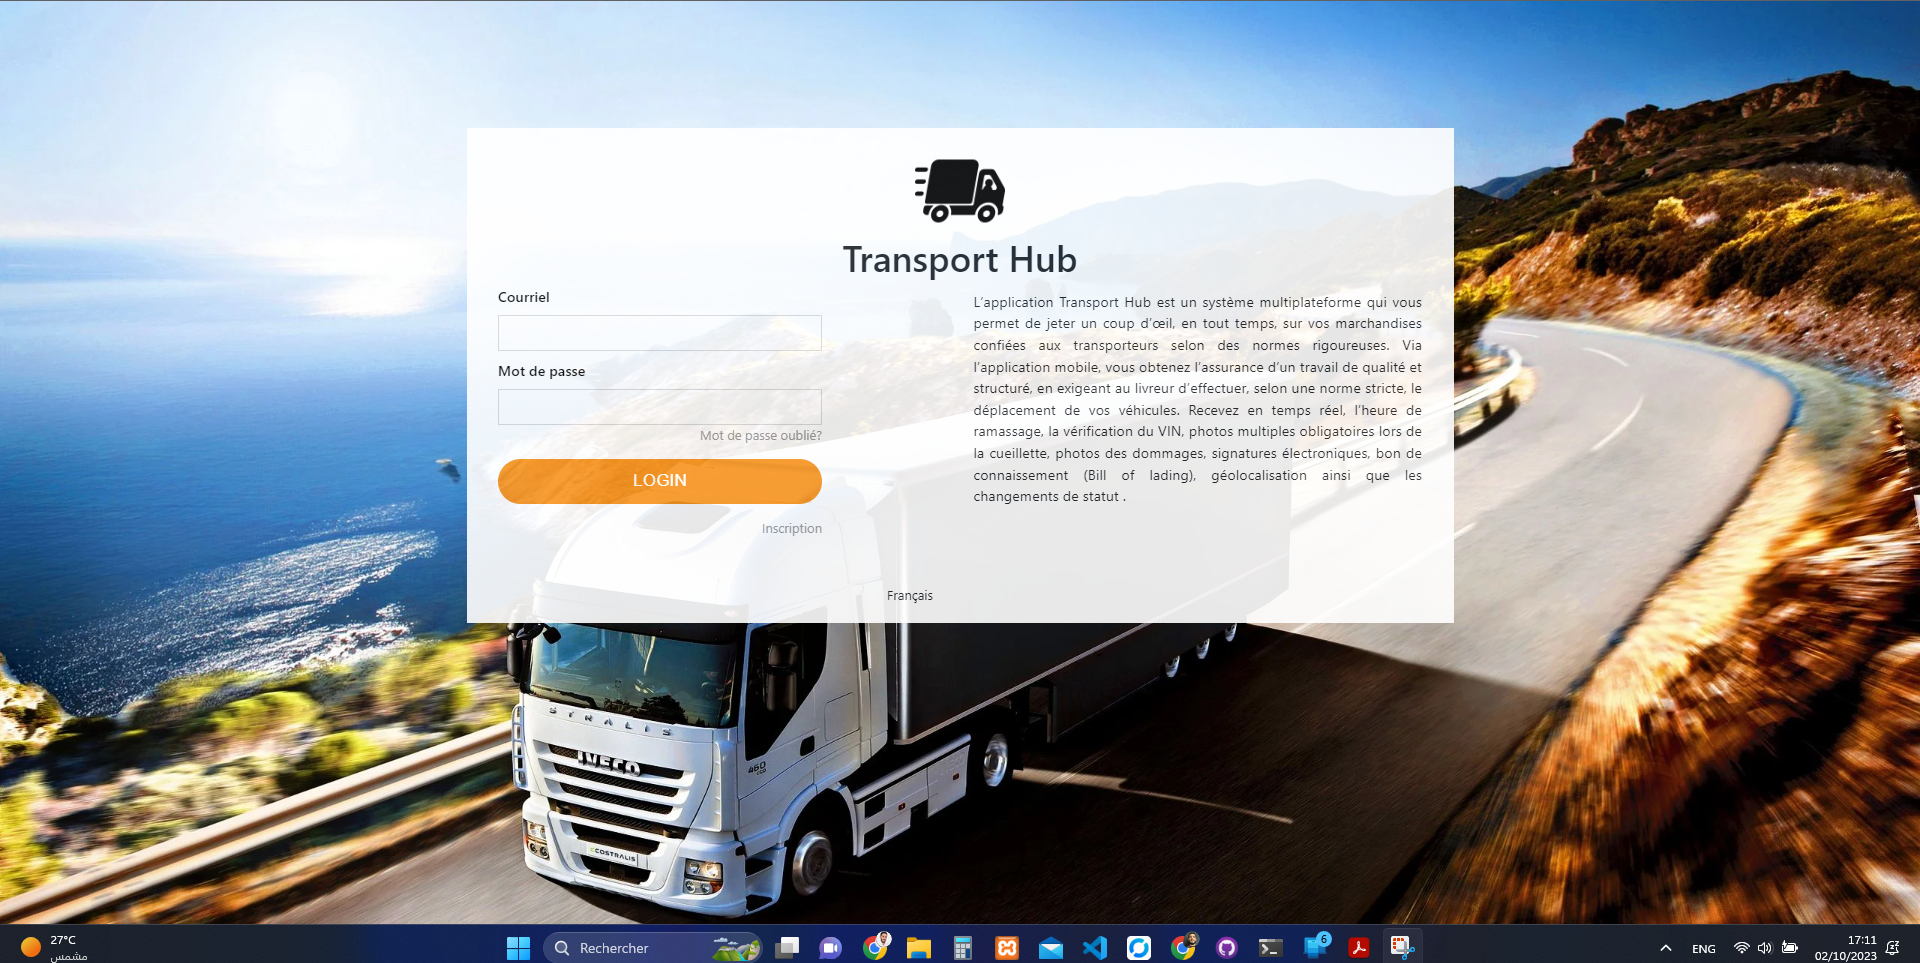 Transport Hub
Courriel
Mot de passe
Mot de passe oublié?
LOGIN
Inscription
L'application Transport Hub est un système multiplateforme qui vous
permet de jeter un coup d'œil, en tout temps, sur vos marchandises
confiées aux transporteurs selon des normes rigoureuses. Via
l'application mobile, vous obtenez l'assurance d'un travail de qualité et
structuré, en exigeant au livreur d'effectuer, selon une norme stricte, le
déplacement de vos véhicules. Recevez en temps réel, l'heure de
ramassage, la vérification du VIN, photos multiples obligatoires lors de
la cueillette, photos des dommages, signatures électroniques, bon de
connaissement (Bill of lading), géolocalisation ainsi que les
changements de statut .
Français
STRALIS
IVECO
460
ECOSTRALIS
27°C
مشمس
Rechercher
6
ENG
17:11
02/10/2023